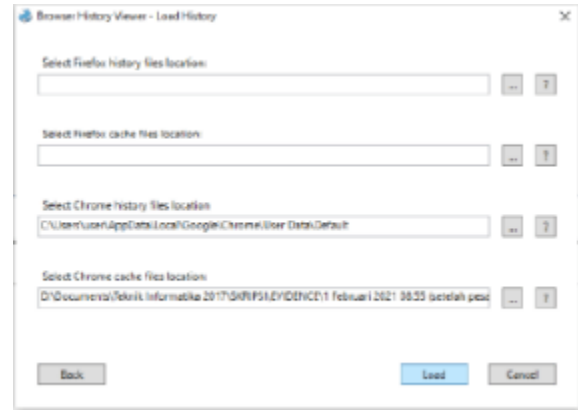 Browser History Viewer - Load History
Select Firefox history files location:
... ?
Select Firefox cache files location:
... ?
Select Chrome history files location
C:\Users\user\AppData\Local\Google\Chrome\User Data\Default
... ?
Select Chrome cache files location:
D:\Documents\Teknik Informatika 2017\SKRIPSI\EVIDENCE\1 Februari 2021 08.55 (setelah pese
... ?
Back Load Cancel